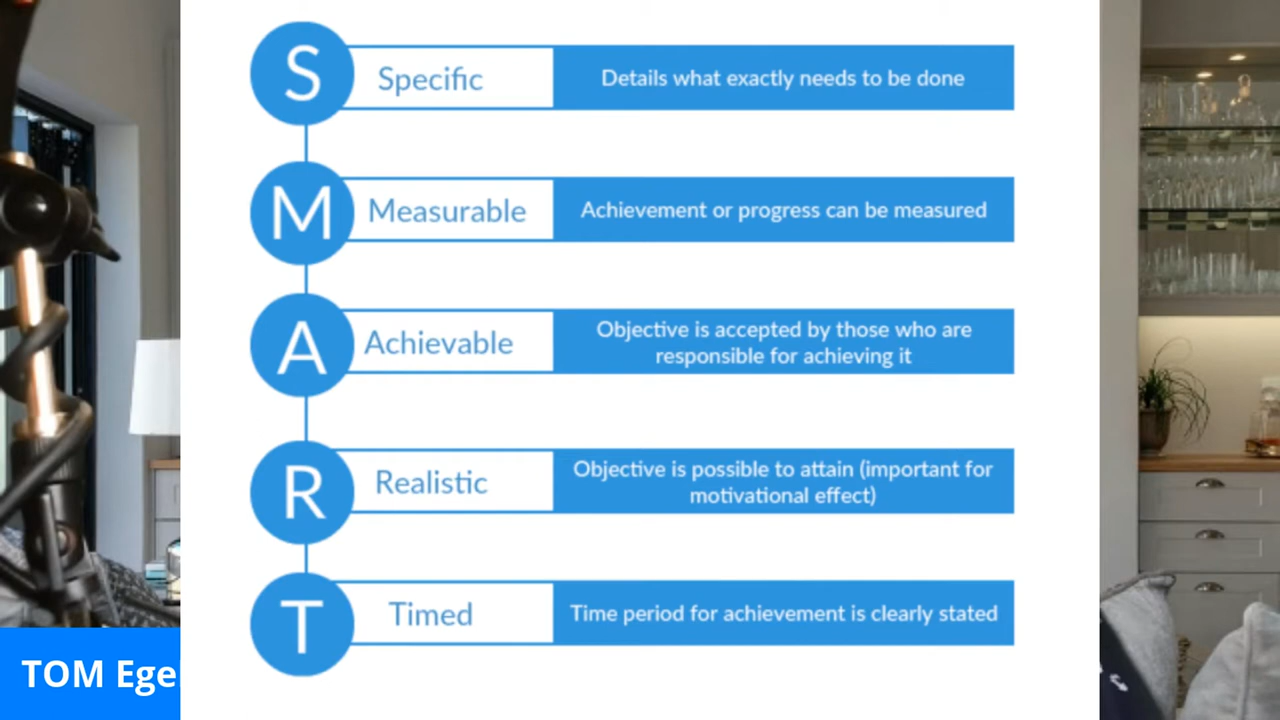 S Specific Details what exactly needs to be done
M Measurable Achievement or progress can be measured
A Achievable Objective is accepted by those who are
responsible for achieving it
R Realistic Objective is possible to attain (important for
motivational effect)
T Timed Time period for achievement is clearly stated
TOM Ege